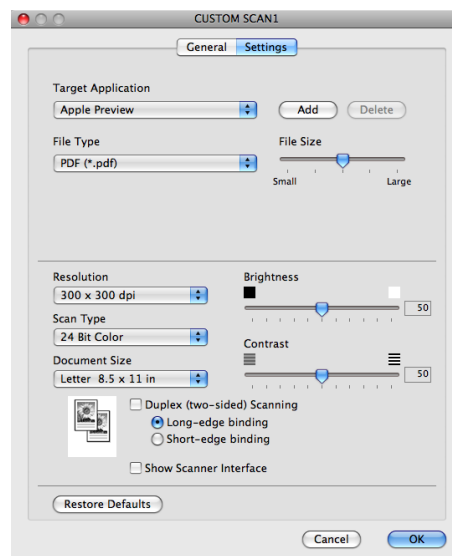 CUSTOM SCAN1
General Settings
Target Application
Apple Preview Add Delete
File Type File Size
PDF (*.pdf)
Small Large
Resolution Brightness
300 x 300 dpi
50
Scan Type
24 Bit Color
Contrast
Document Size
Letter 8.5 x 11 in 50
Duplex (two-sided) Scanning
Long-edge binding
Short-edge binding
Show Scanner Interface
Restore Defaults
Cancel OK